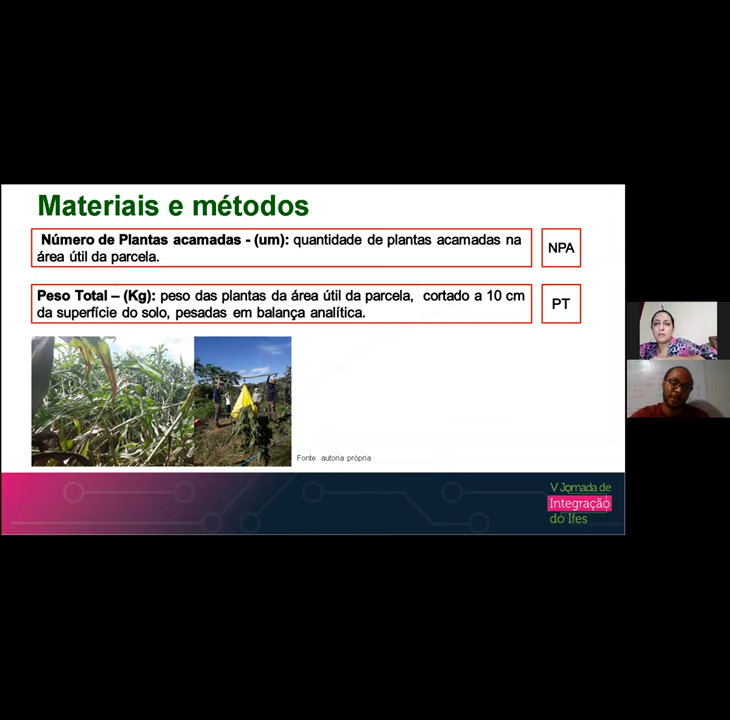 Materiais e métodos
Número de Plantas acamadas - (um): quantidade de plantas acamadas na
área útil da parcela.
NPA
Peso Total – (Kg): peso das plantas da área útil da parcela, cortado a 10 cm
da superfície do solo, pesadas em balança analítica.
PT
Fonte: autoria própria
V Jornada de
Integração
do Ifes